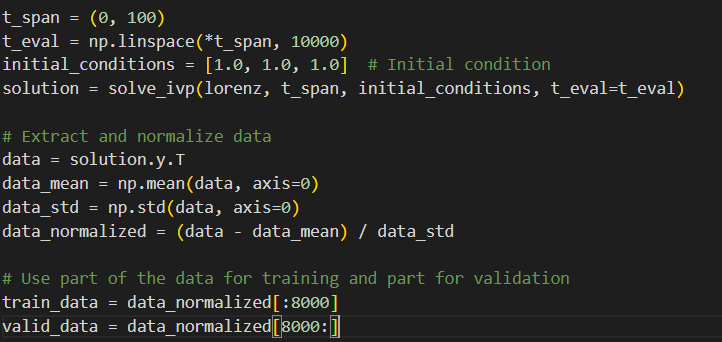 t_span = (0, 100)
t_eval = np.linspace(*t_span, 10000)
initial_conditions = [1.0, 1.0, 1.0]  # Initial condition
solution = solve_ivp(lorenz, t_span, initial_conditions, t_eval=t_eval)

# Extract and normalize data
data = solution.y.T
data_mean = np.mean(data, axis=0)
data_std = np.std(data, axis=0)
data_normalized = (data - data_mean) / data_std

# Use part of the data for training and part for validation
train_data = data_normalized[:8000]
valid_data = data_normalized[8000:]